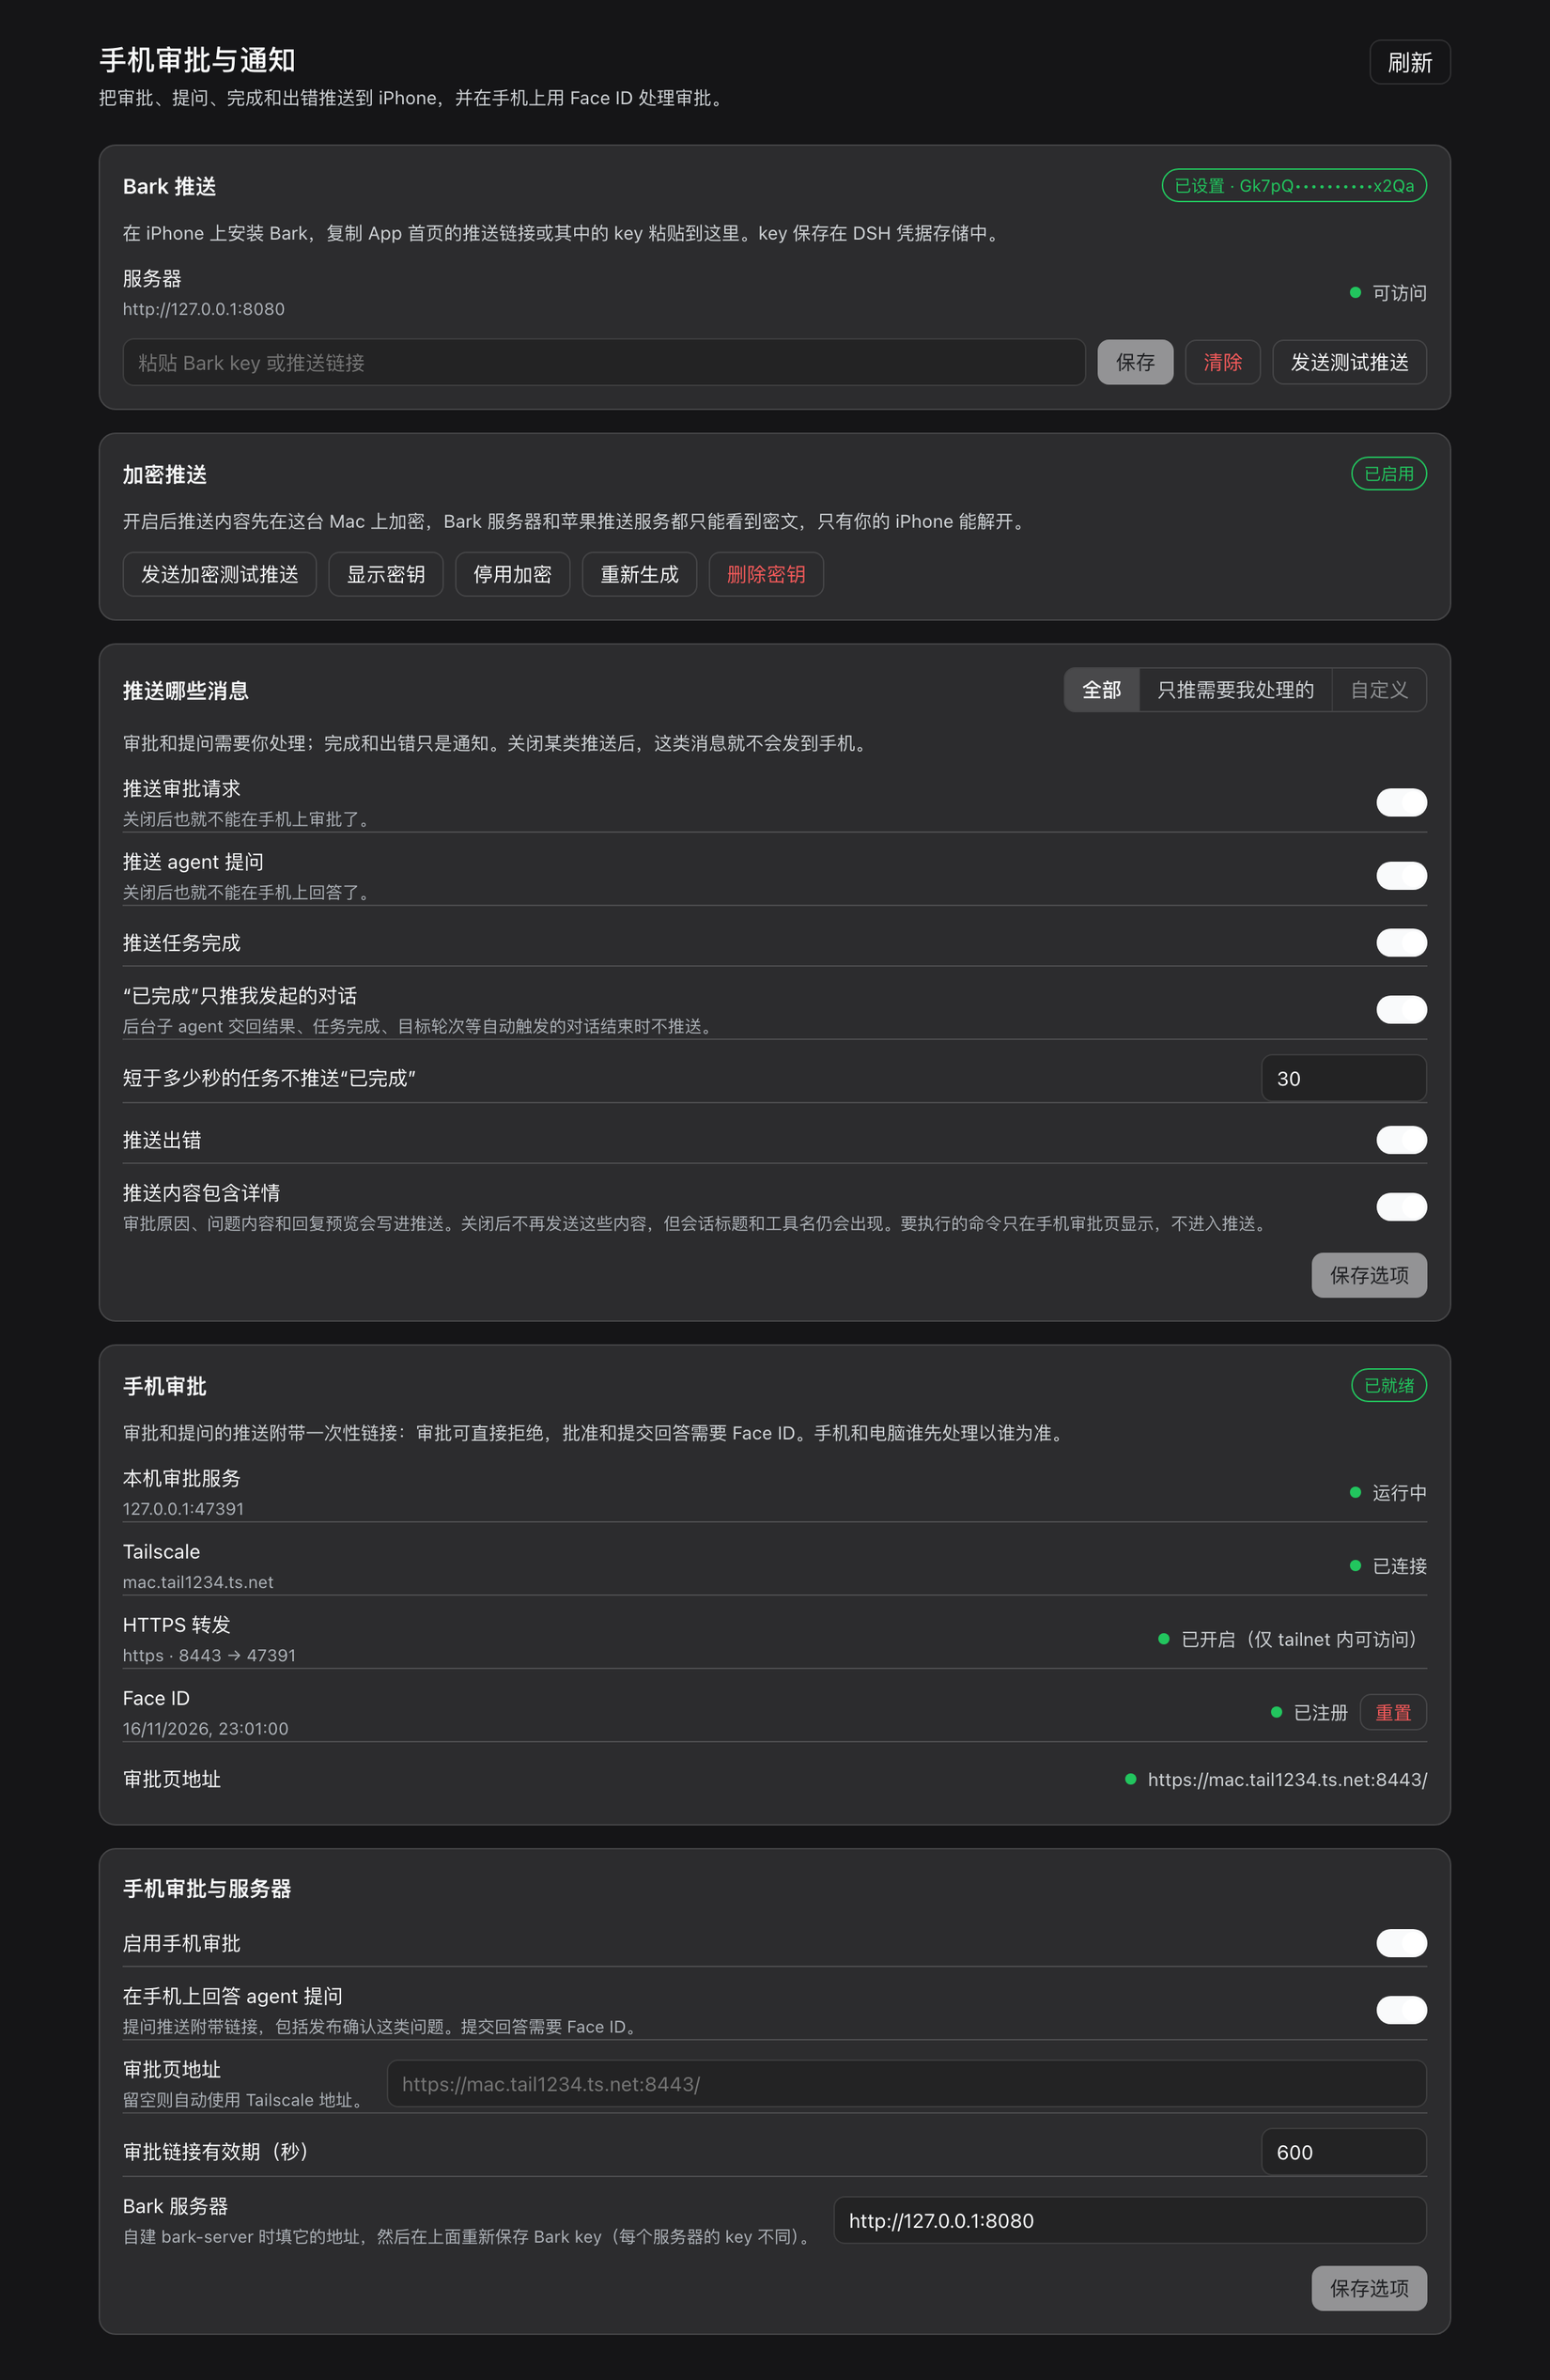 手机审批与通知
刷新
把审批、提问、完成和出错推送到 iPhone，并在手机上用 Face ID 处理审批。
Bark 推送
已设置 · Gk7pQ••••••••••x2Qa
在 iPhone 上安装 Bark，复制 App 首页的推送链接或其中的 key 粘贴到这里。key 保存在 DSH 凭据存储中。
服务器
http://127.0.0.1:8080
可访问
粘贴 Bark key 或推送链接
保存
清除
发送测试推送
加密推送
已启用
开启后推送内容先在这台 Mac 上加密，Bark 服务器和苹果推送服务都只能看到密文，只有你的 iPhone 能解开。
发送加密测试推送
显示密钥
停用加密
重新生成
删除密钥
推送哪些消息
全部
只推需要我处理的
自定义
审批和提问需要你处理；完成和出错只是通知。关闭某类推送后，这类消息就不会发到手机。
推送审批请求
关闭后也就不能在手机上审批了。
推送 agent 提问
关闭后也就不能在手机上回答了。
推送任务完成
“已完成”只推我发起的对话
后台子 agent 交回结果、任务完成、目标轮次等自动触发的对话结束时不推送。
短于多少秒的任务不推送“已完成”
30
推送出错
推送内容包含详情
审批原因、问题内容和回复预览会写进推送。关闭后不再发送这些内容，但会话标题和工具名仍会出现。要执行的命令只在手机审批页显示，不进入推送。
保存选项
手机审批
已就绪
审批和提问的推送附带一次性链接：审批可直接拒绝，批准和提交回答需要 Face ID。手机和电脑谁先处理以谁为准。
本机审批服务
127.0.0.1:47391
运行中
Tailscale
mac.tail1234.ts.net
已连接
HTTPS 转发
https · 8443 → 47391
已开启（仅 tailnet 内可访问）
Face ID
16/11/2026, 23:01:00
已注册
重置
审批页地址
https://mac.tail1234.ts.net:8443/
手机审批与服务器
启用手机审批
在手机上回答 agent 提问
提问推送附带链接，包括发布确认这类问题。提交回答需要 Face ID。
审批页地址
留空则自动使用 Tailscale 地址。
https://mac.tail1234.ts.net:8443/
审批链接有效期（秒）
600
Bark 服务器
自建 bark-server 时填它的地址，然后在上面重新保存 Bark key（每个服务器的 key 不同）。
http://127.0.0.1:8080
保存选项